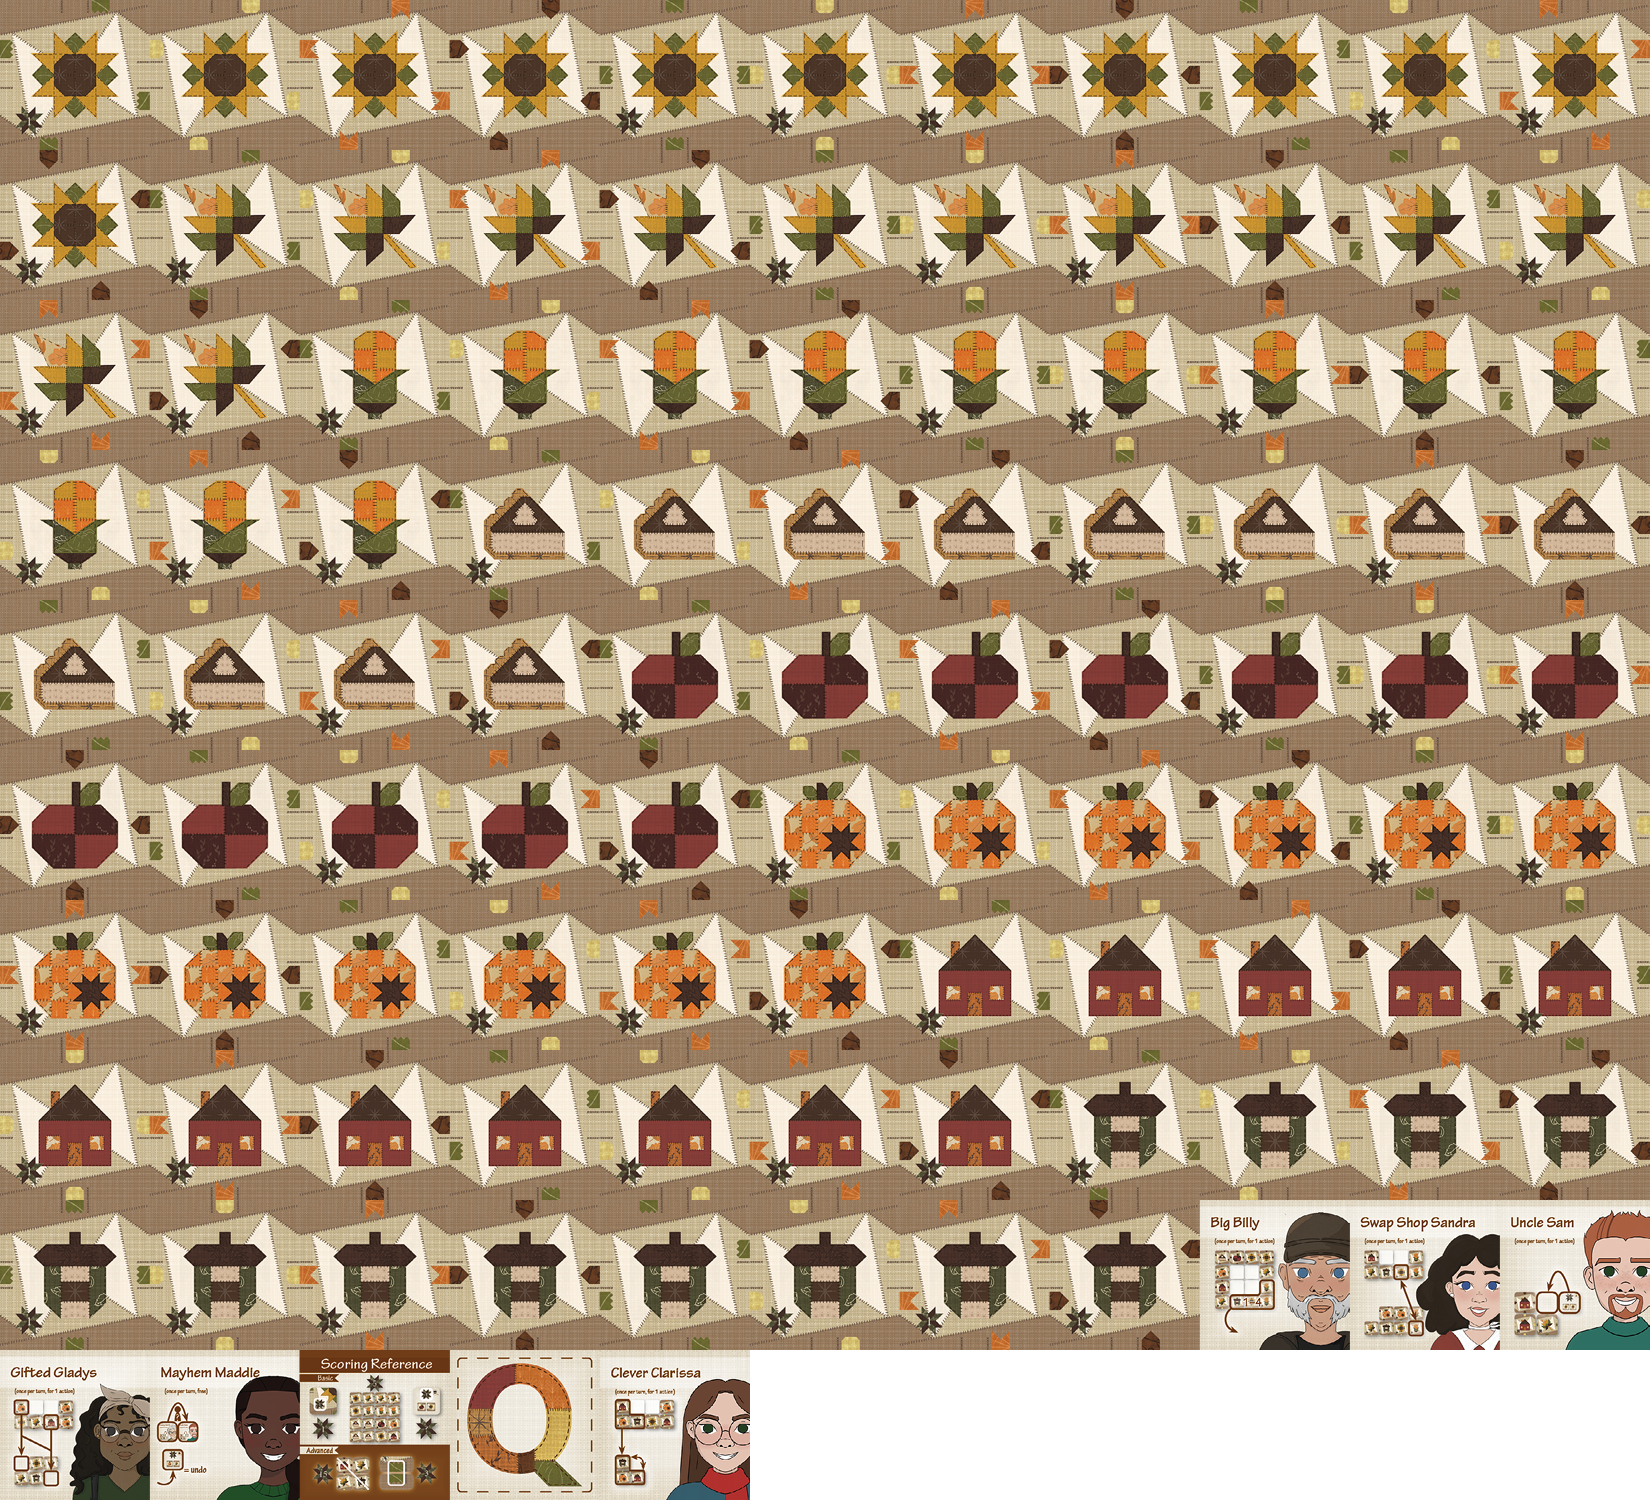 Big Billy
(once per turn, for 1 action)
1-4
Swap Shop Sandra
(once per turn, for 1 action)
Uncle Sam
(once per turn, for 1 action)
Gifted Gladys
(once per turn, for 1 action)
Mayhem Maddie
(once per turn, free)
= undo
Scoring Reference
Basic
Advanced
Q
Clever Clarissa
(once per turn, for 1 action)